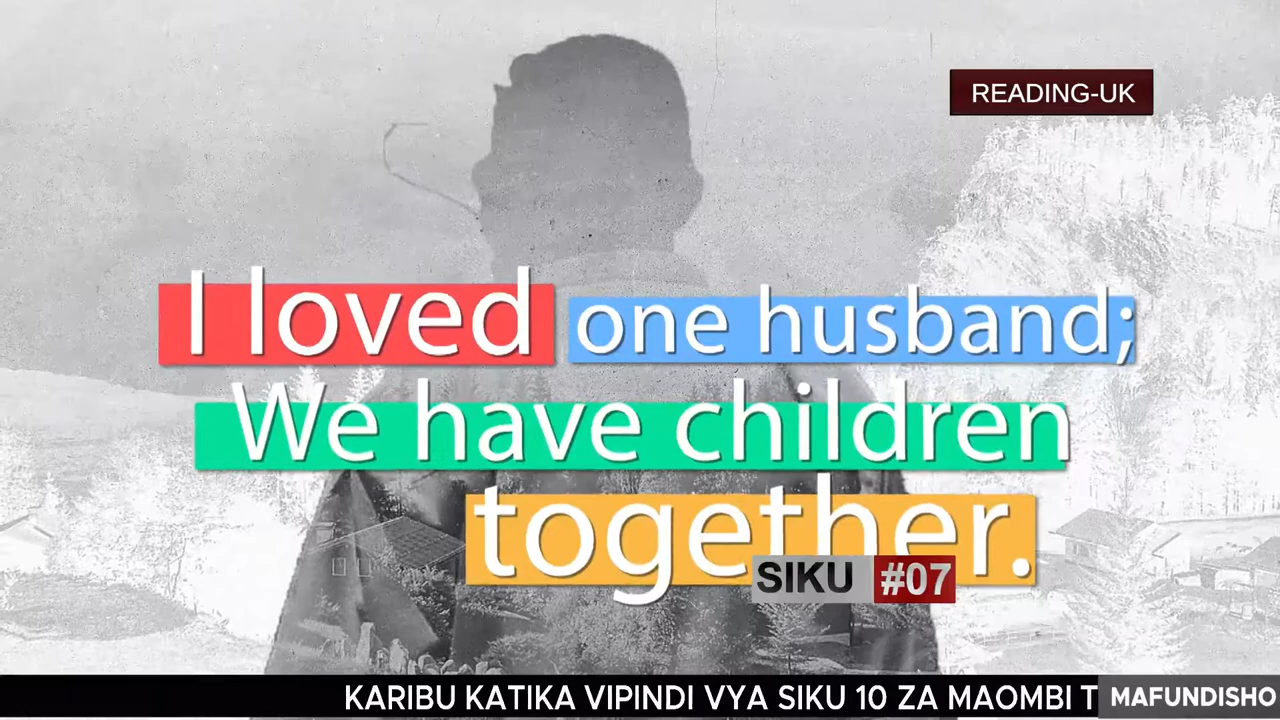 READING-UK
I loved one husband;
We have children
together.
SIKU #07
KARIBU KATIKA VIPINDI VYA SIKU 10 ZA MAOMBI T
MAFUNDISHO